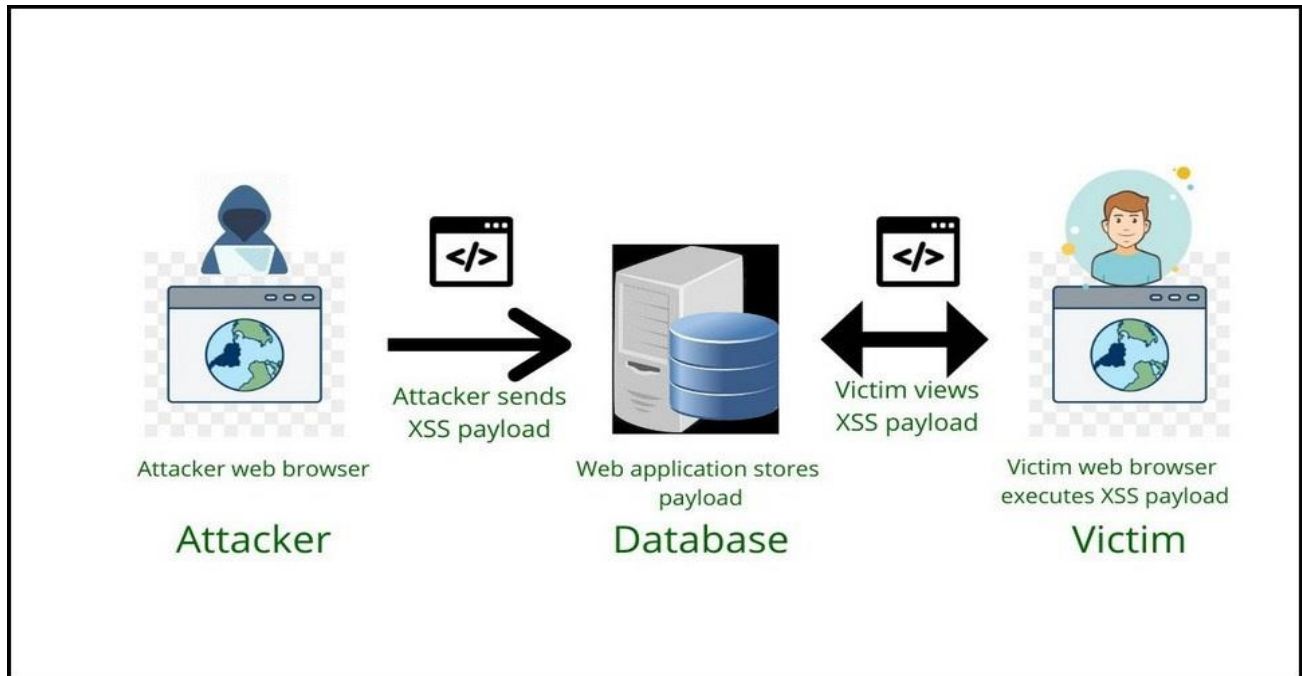 </>
</>
Attacker sends
XSS payload
Victim views
XSS payload
Attacker web browser
Web application stores
payload
Victim web browser
executes XSS payload
Attacker
Database
Victim